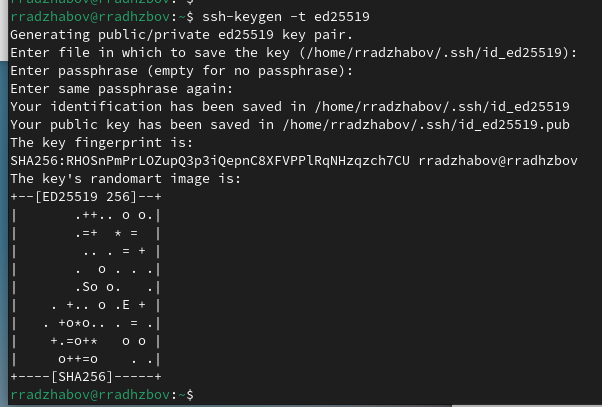 rradzhabov@rradhzbov:~$ ssh-keygen -t ed25519
Generating public/private ed25519 key pair.
Enter file in which to save the key (/home/rradzhabov/.ssh/id_ed25519):
Enter passphrase (empty for no passphrase):
Enter same passphrase again:
Your identification has been saved in /home/rradzhabov/.ssh/id_ed25519
Your public key has been saved in /home/rradzhabov/.ssh/id_ed25519.pub
The key fingerprint is:
SHA256:RHOSnPmPrLOZupQ3p3iQepnC8XFVPPlRqNHzqzch7CU rradzhabov@rradhzbov
The key's randomart image is:
+--[ED25519 256]--+
|       .++.. o o.|
|       .=+  * =  |
|        .. . = + |
|       .  o . . .|
|       .So o.   .|
|    . +.. o .E + |
|   . +o*o.. . = .|
|    +.=o+*   o o |
|     o++=o    . .|
+----[SHA256]-----+
rradzhabov@rradhzbov:~$